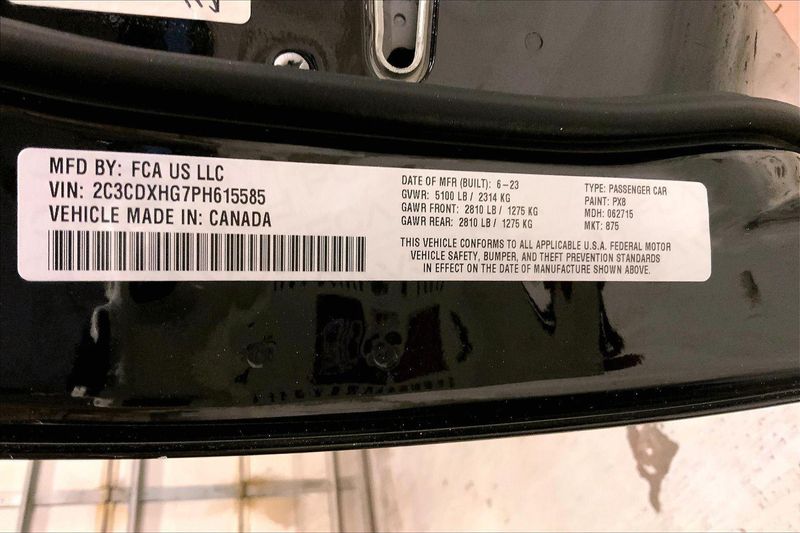 MFD BY: FCA US LLC
VIN: 2C3CDXHG7PH615585
VEHICLE MADE IN: CANADA
DATE OF MFR (BUILT): 6-23
GVWR: 5100 LB / 2314 KG
GAWR FRONT: 2810 LB / 1275 KG
GAWR REAR: 2810 LB / 1275 KG
TYPE: PASSENGER CAR
PAINT: PX8
MDH: 062715
MKT: 875
THIS VEHICLE CONFORMS TO ALL APPLICABLE U.S.A. FEDERAL MOTOR
VEHICLE SAFETY, BUMPER, AND THEFT PREVENTION STANDARDS
IN EFFECT ON THE DATE OF MANUFACTURE SHOWN ABOVE.